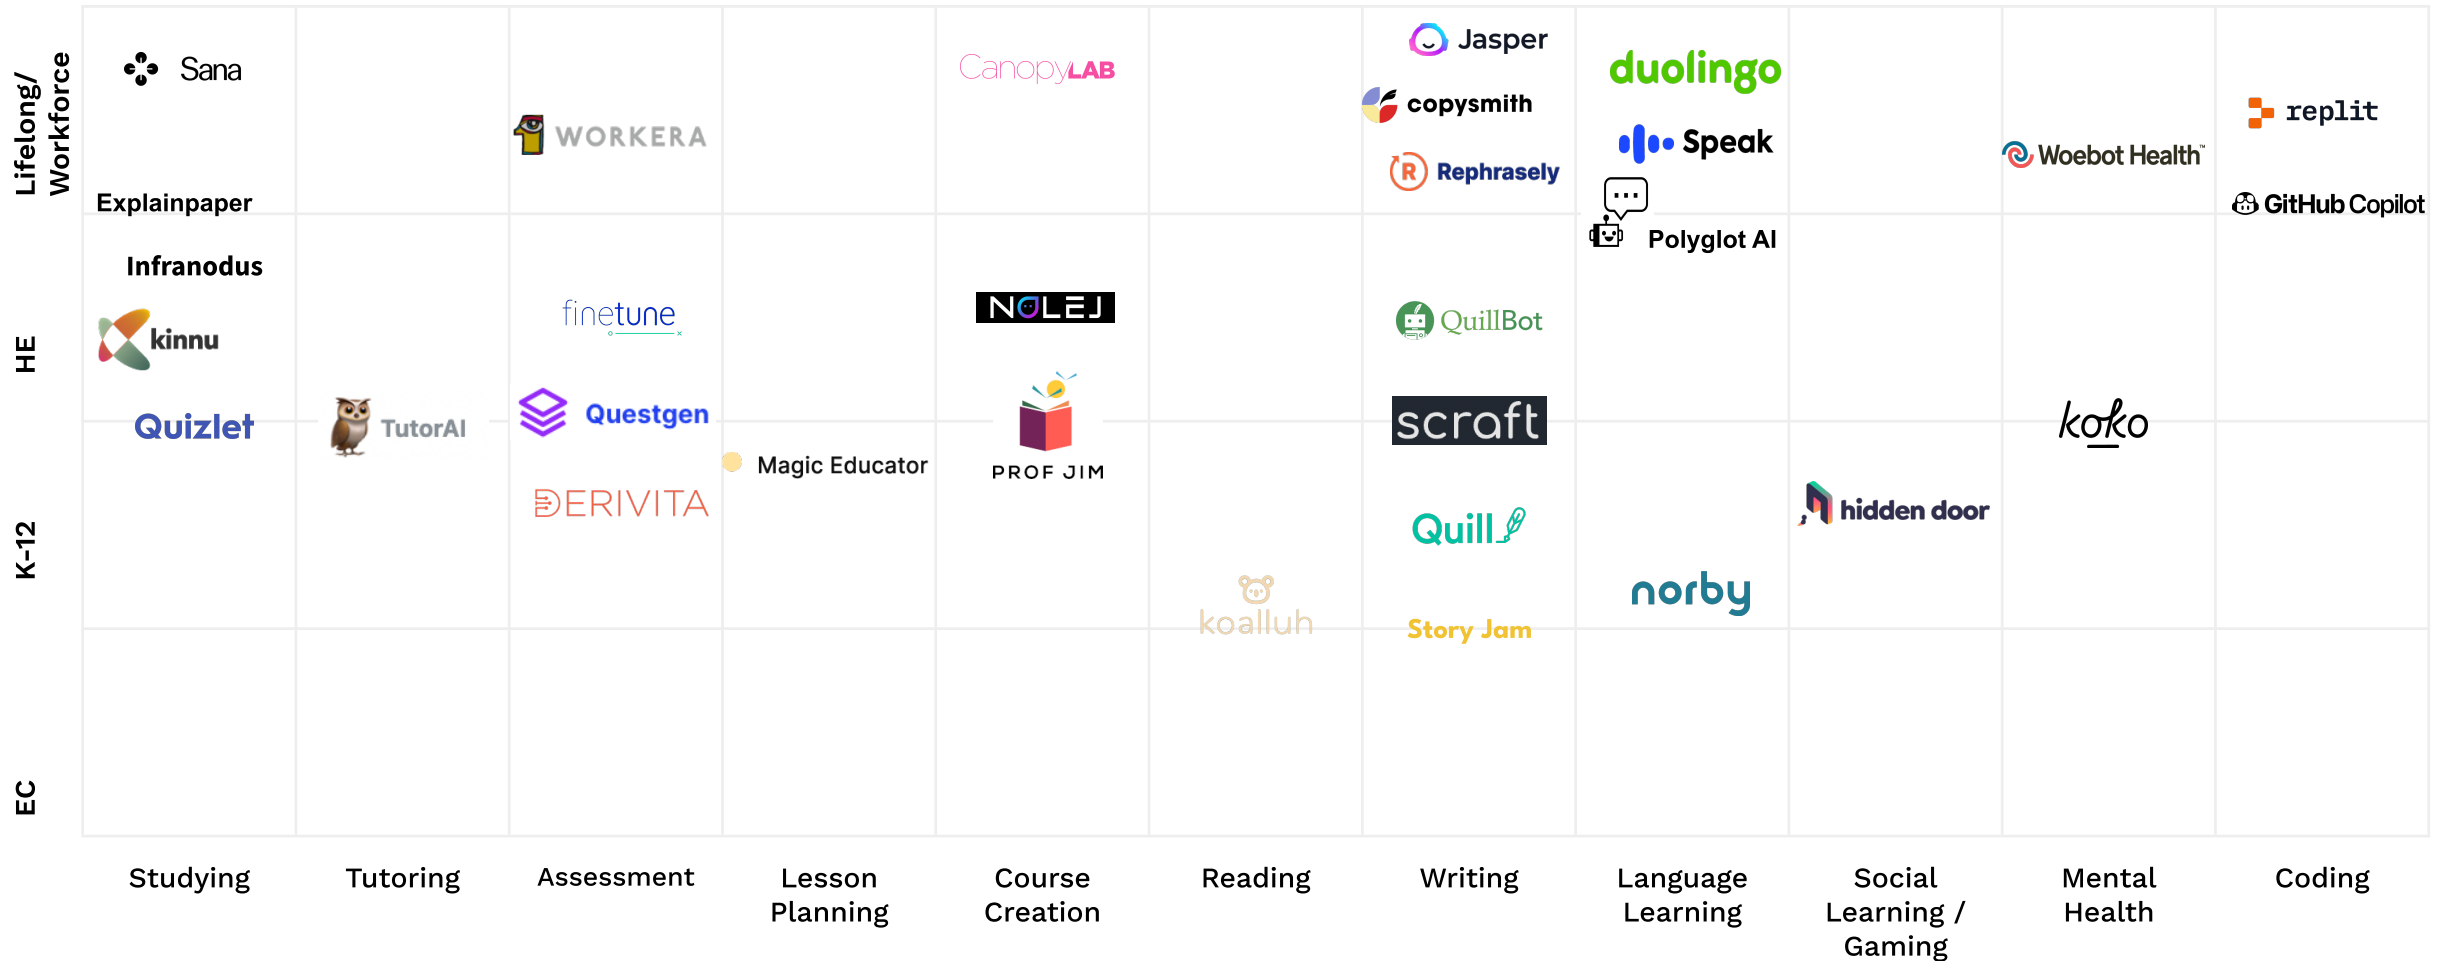 Lifelong/
Workforce
Sana
Explainpaper
WORKERA
CanopyLAB
Jasper
copysmith
Rephrasely
duolingo
Speak
Woebot Health™
replit
GitHub Copilot
HE
Infranodus
kinnu
Quizlet
TutorAI
finetune
Questgen
NOLEJ
PROF JIM
QuillBot
scraft
Polyglot AI
koko
K-12
DERIVITA
Magic Educator
koalluh
Quill
Story Jam
norby
hidden door
EC
Studying
Tutoring
Assessment
Lesson
Planning
Course
Creation
Reading
Writing
Language
Learning
Social
Learning /
Gaming
Mental
Health
Coding